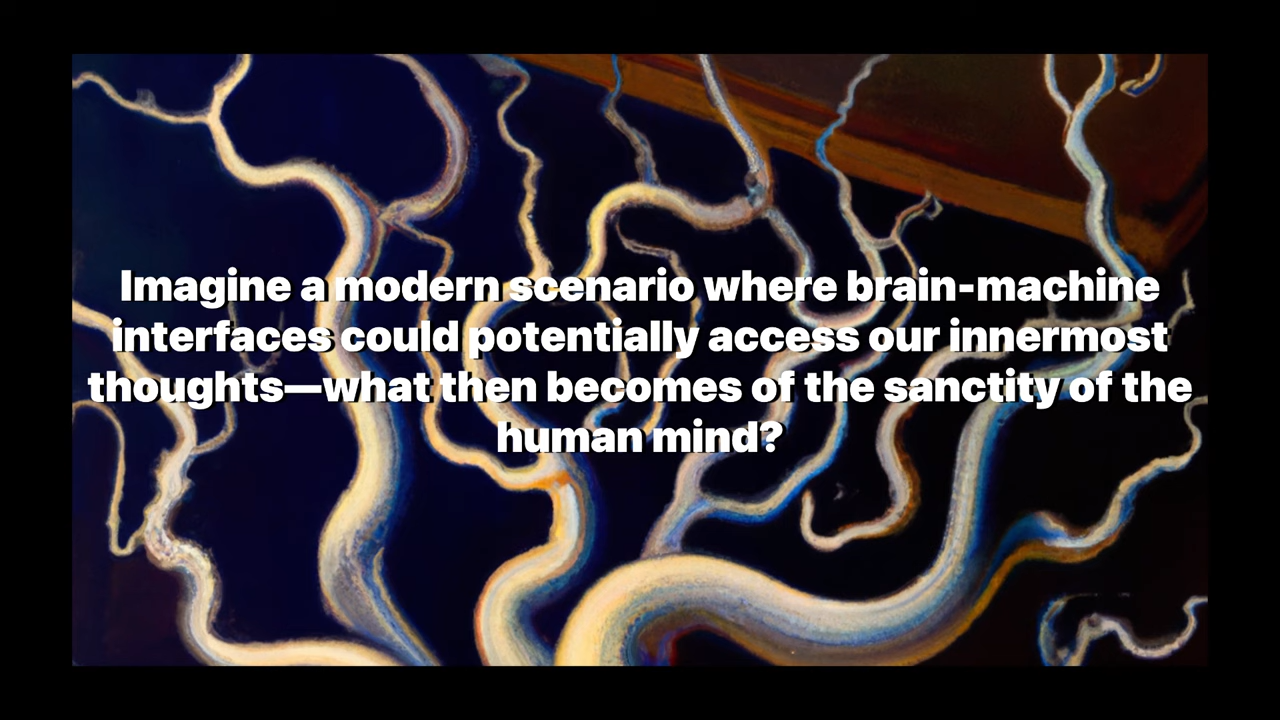 Imagine a modern scenario where brain-machine
interfaces could potentially access our innermost
thoughts—what then becomes of the sanctity of the
human mind?